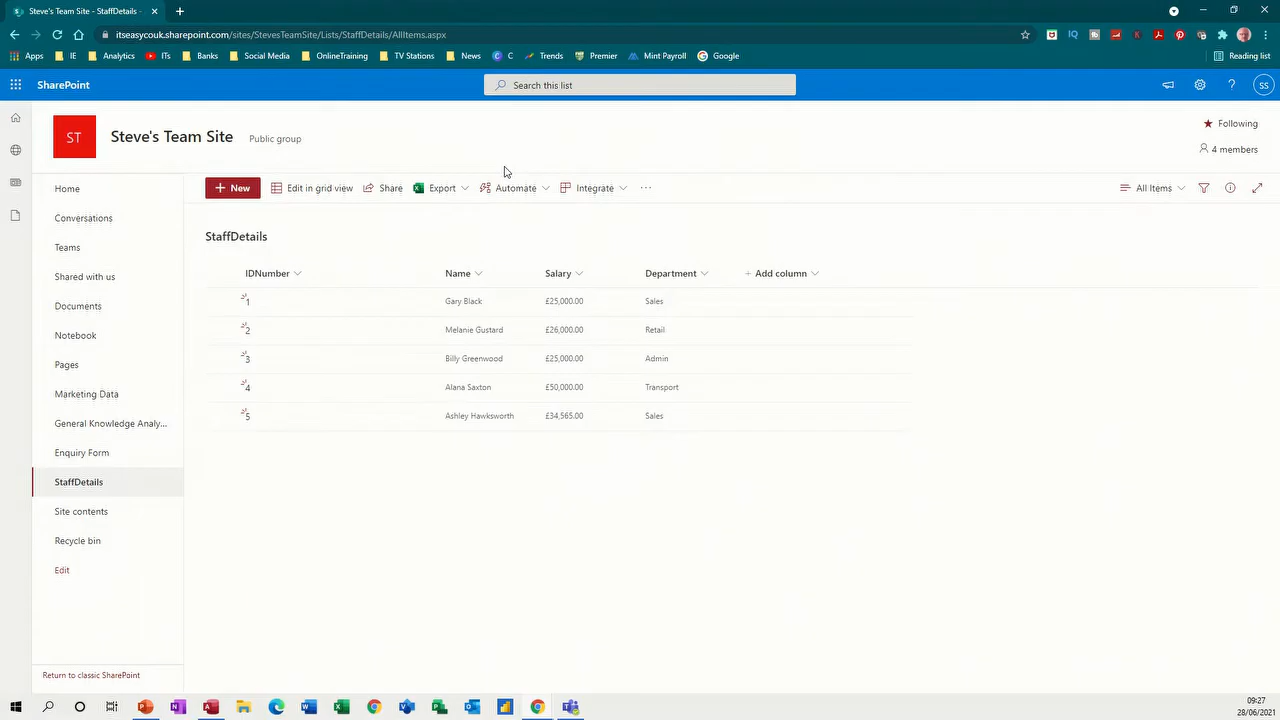 Steve's Team Site - StaffDetails -
itseasycouk.sharepoint.com/sites/StevesTeamSite/Lists/StaffDetails/AllItems.aspx
Apps IE Analytics ITs Banks Social Media OnlineTraining TV Stations News C Trends Premier Mint Payroll Google Reading list
SharePoint
Search this list
SS
ST
Steve's Team Site
Public group
Following
4 members
Home
Conversations
Teams
Shared with us
Documents
Notebook
Pages
Marketing Data
General Knowledge Analy...
Enquiry Form
StaffDetails
Site contents
Recycle bin
Edit
Return to classic SharePoint
New Edit in grid view Share Export Automate Integrate ... All Items
StaffDetails
IDNumber Name Salary Department + Add column
1 Gary Black £25,000.00 Sales
2 Melanie Gustard £26,000.00 Retail
3 Billy Greenwood £25,000.00 Admin
4 Alana Saxton £50,000.00 Transport
5 Ashley Hawksworth £34,565.00 Sales
09:27
28/06/2021